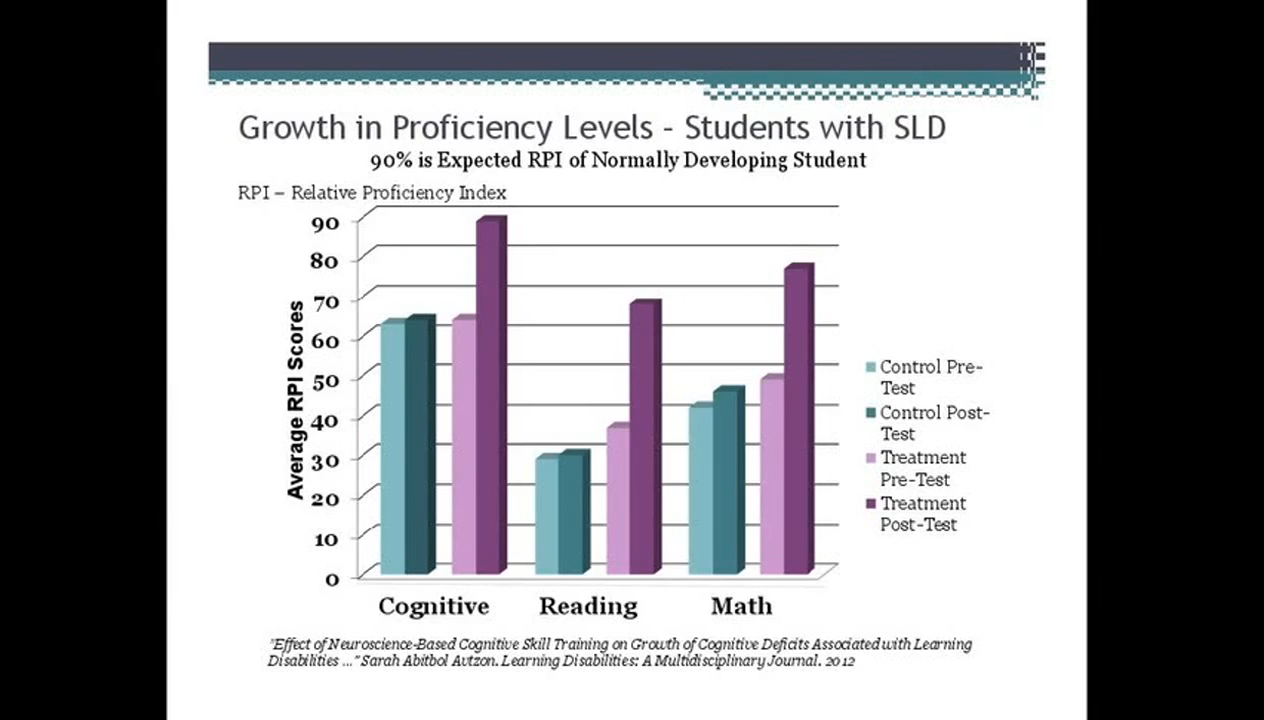 Growth in Proficiency Levels - Students with SLD
90% is Expected RPI of Normally Developing Student
RPI – Relative Proficiency Index
90
80
70
60
50
40
30
20
10
0
Average RPI Scores
Cognitive
Reading
Math
Control Pre-
Test
Control Post-
Test
Treatment
Pre-Test
Treatment
Post-Test
"Effect of Neuroscience-Based Cognitive Skill Training on Growth of Cognitive Deficits Associated with Learning
Disabilities ..." Sarah Abitbol Avtzon. Learning Disabilities: A Multidisciplinary Journal. 2012